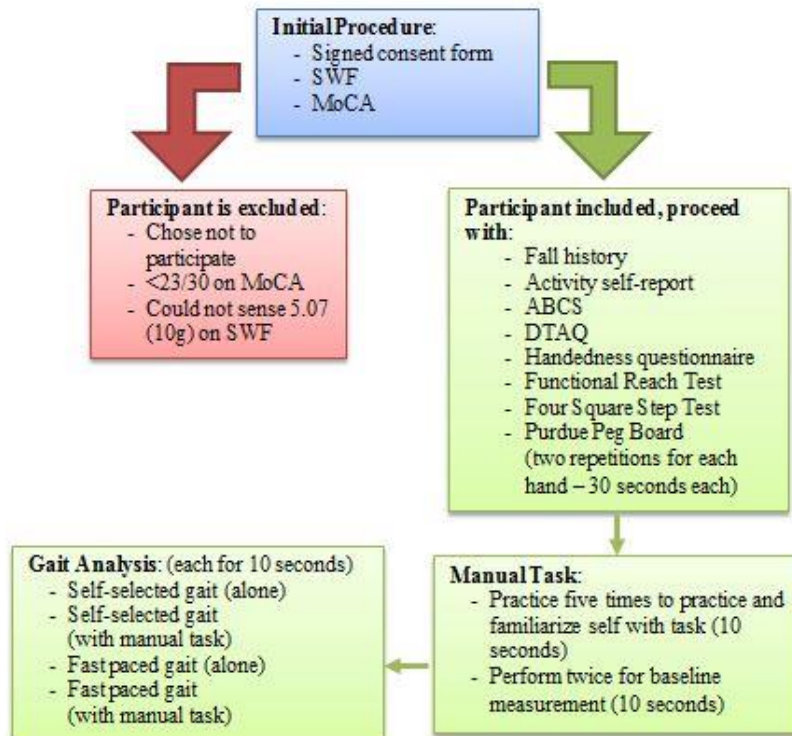 Initial Procedure:
- Signed consent form
- SWF
- MoCA
Participant is excluded:
- Chose not to
participate
- <23/30 on MoCA
- Could not sense 5.07
(10g) on SWF
Participant included, proceed
with:
- Fall history
- Activity self-report
- ABCS
- DTAQ
- Handedness questionnaire
- Functional Reach Test
- Four Square Step Test
- Purdue Peg Board
(two repetitions for each
hand – 30 seconds each)
Manual Task:
- Practice five times to practice and
familiarize self with task (10
seconds)
- Perform twice for baseline
measurement (10 seconds)
Gait Analysis: (each for 10 seconds)
- Self-selected gait (alone)
- Self-selected gait
(with manual task)
- Fast paced gait (alone)
- Fast paced gait
(with manual task)